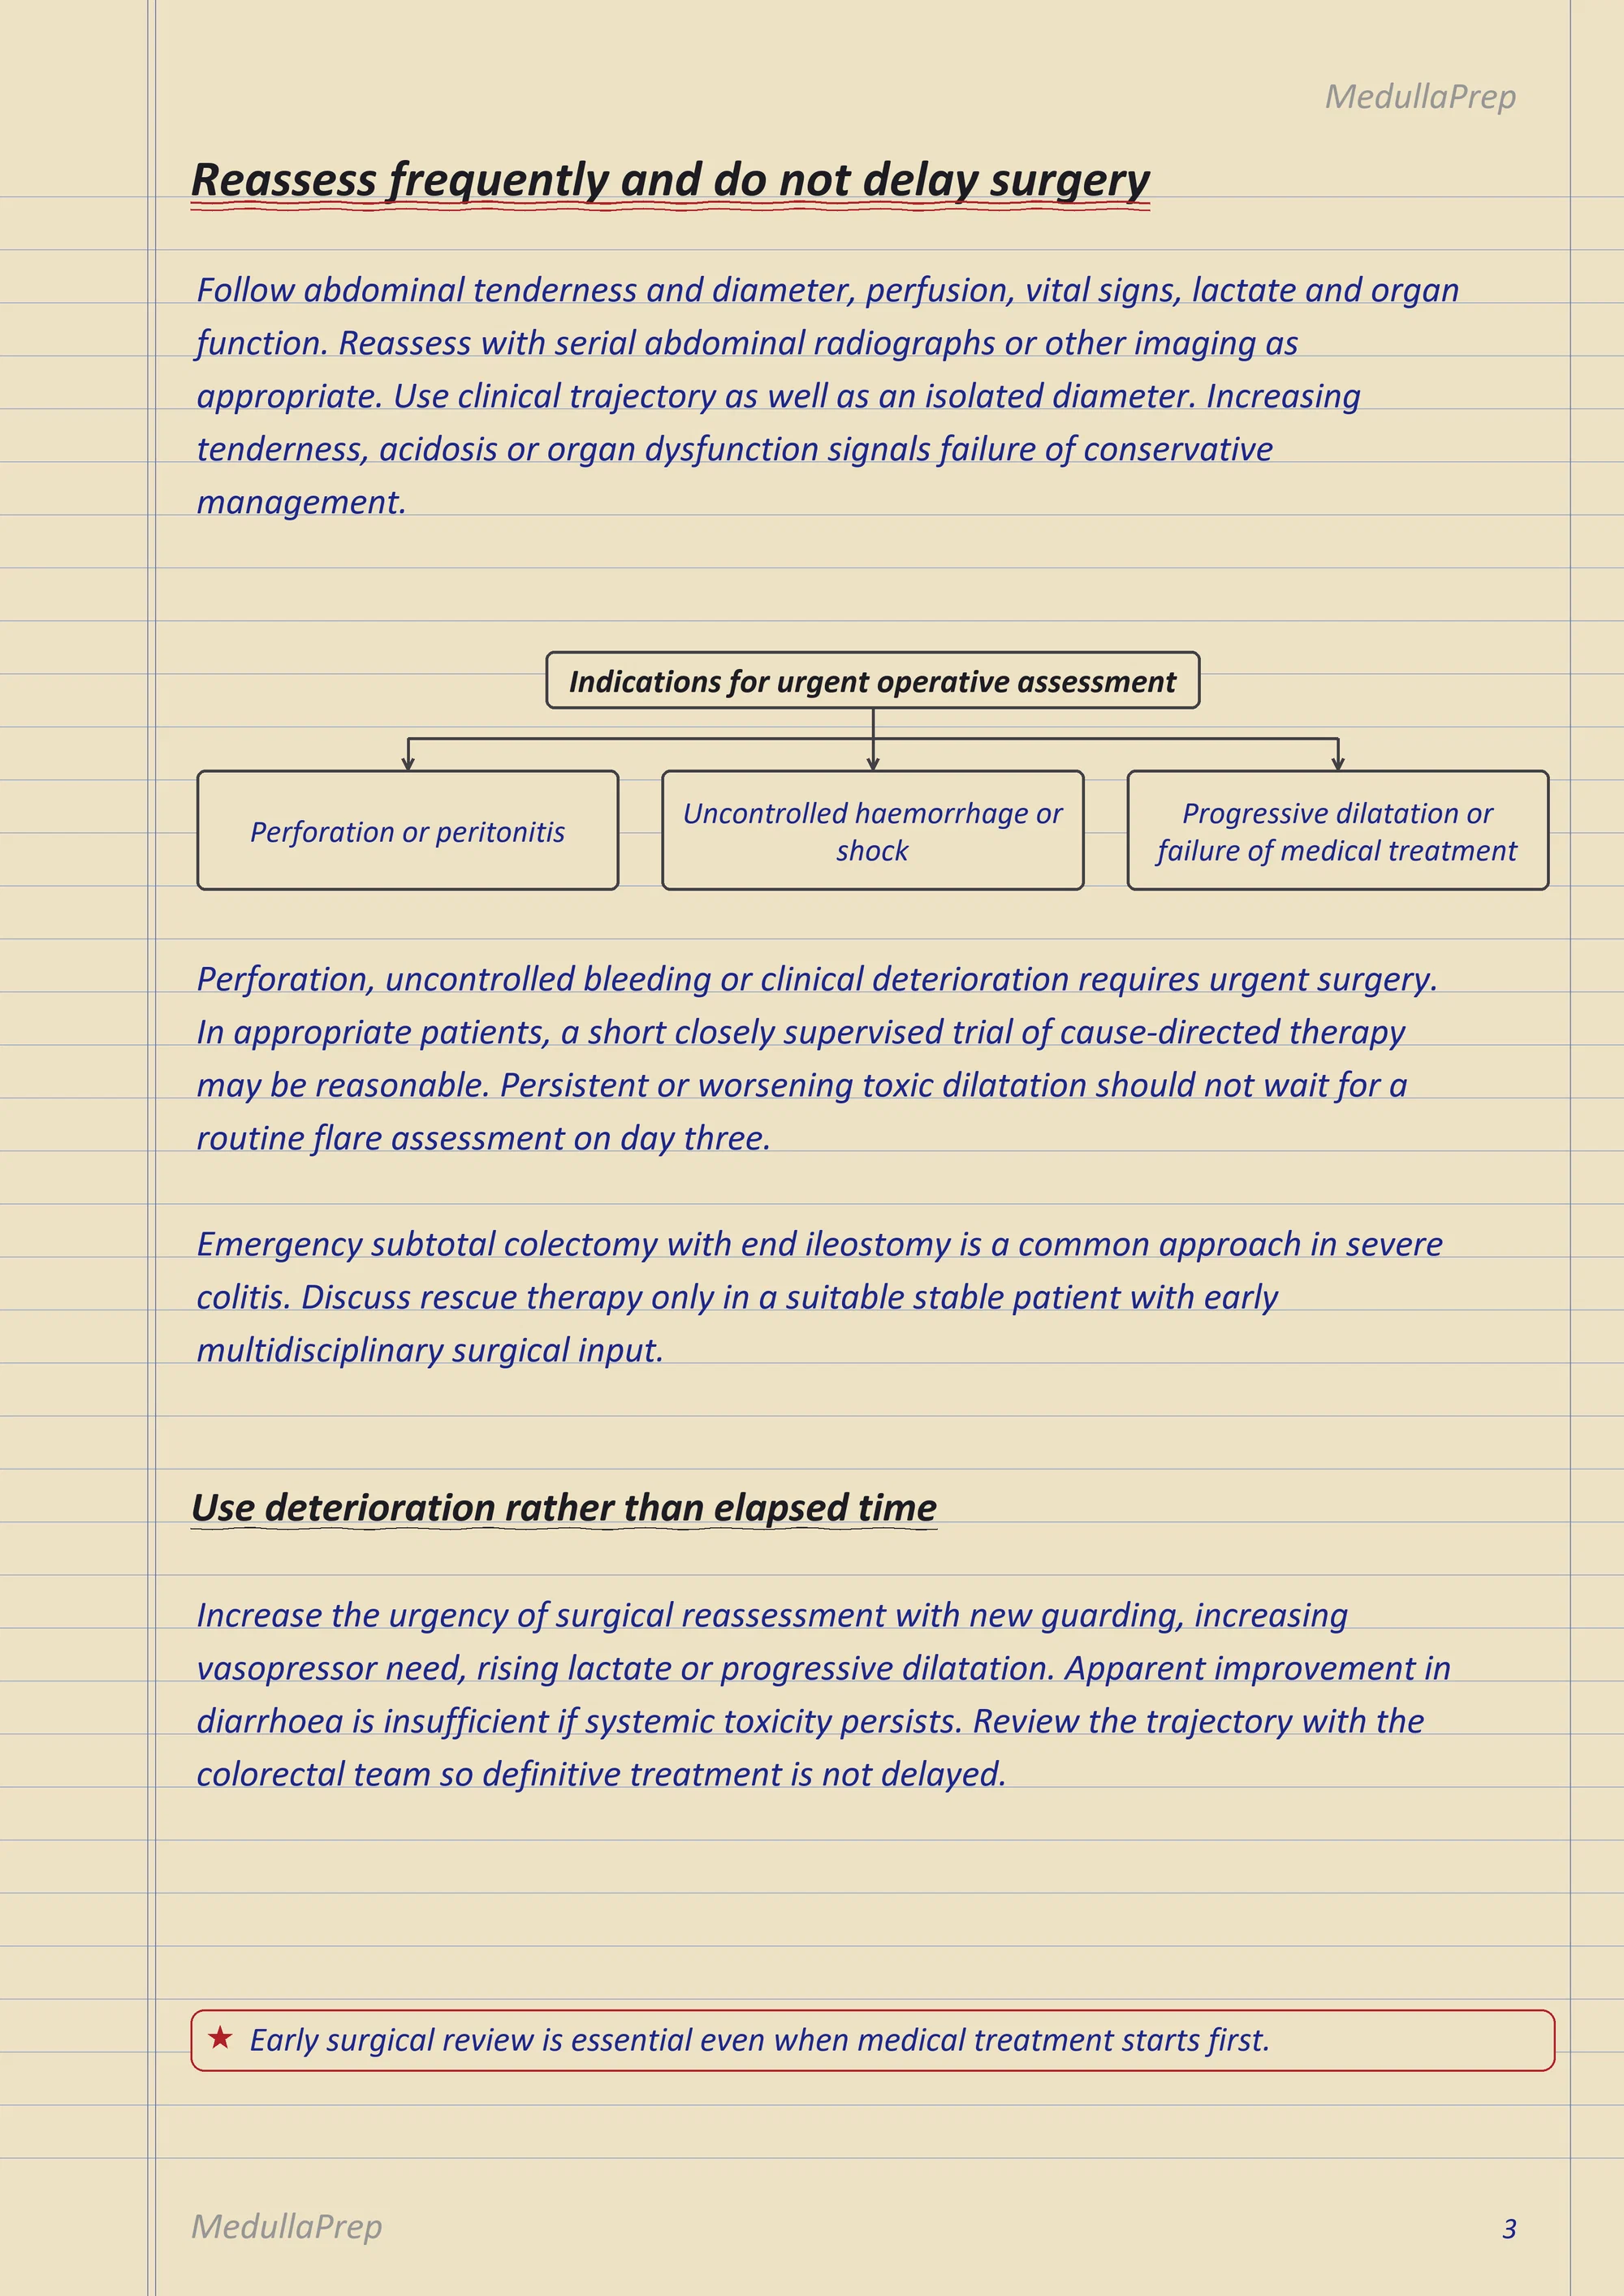 MedullaPrep
Reassess frequently and do not delay surgery
Follow abdominal tenderness and diameter, perfusion, vital signs, lactate and organ
function. Reassess with serial abdominal radiographs or other imaging as
appropriate. Use clinical trajectory as well as an isolated diameter. Increasing
tenderness, acidosis or organ dysfunction signals failure of conservative
management.
Indications for urgent operative assessment
Perforation or peritonitis
Uncontrolled haemorrhage or
shock
Progressive dilatation or
failure of medical treatment
Perforation, uncontrolled bleeding or clinical deterioration requires urgent surgery.
In appropriate patients, a short closely supervised trial of cause-directed therapy
may be reasonable. Persistent or worsening toxic dilatation should not wait for a
routine flare assessment on day three.
Emergency subtotal colectomy with end ileostomy is a common approach in severe
colitis. Discuss rescue therapy only in a suitable stable patient with early
multidisciplinary surgical input.
Use deterioration rather than elapsed time
Increase the urgency of surgical reassessment with new guarding, increasing
vasopressor need, rising lactate or progressive dilatation. Apparent improvement in
diarrhoea is insufficient if systemic toxicity persists. Review the trajectory with the
colorectal team so definitive treatment is not delayed.
★ Early surgical review is essential even when medical treatment starts first.
MedullaPrep
3